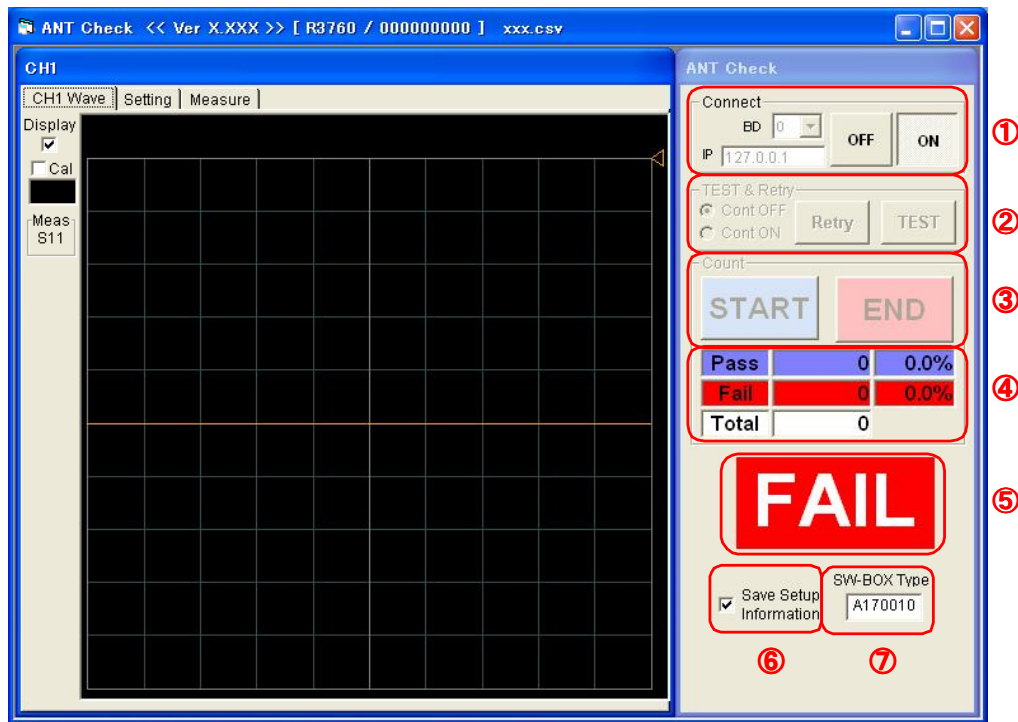 ANT Check << Ver X.XXX >> [ R3760 / 000000000 ] xxx.csv
CH1
CH1 Wave Setting Measure
Display
Cal
Meas
S11
ANT Check
Connect
BD 0
IP 127.0.0.1
OFF ON
①
TEST & Retry
Cont OFF
Cont ON
Retry TEST
②
Count
START END
③
Pass 0 0.0%
Fail 0 0.0%
Total 0
④
FAIL
⑤
Save Setup
Information
⑥
SW-BOX Type
A170010
⑦